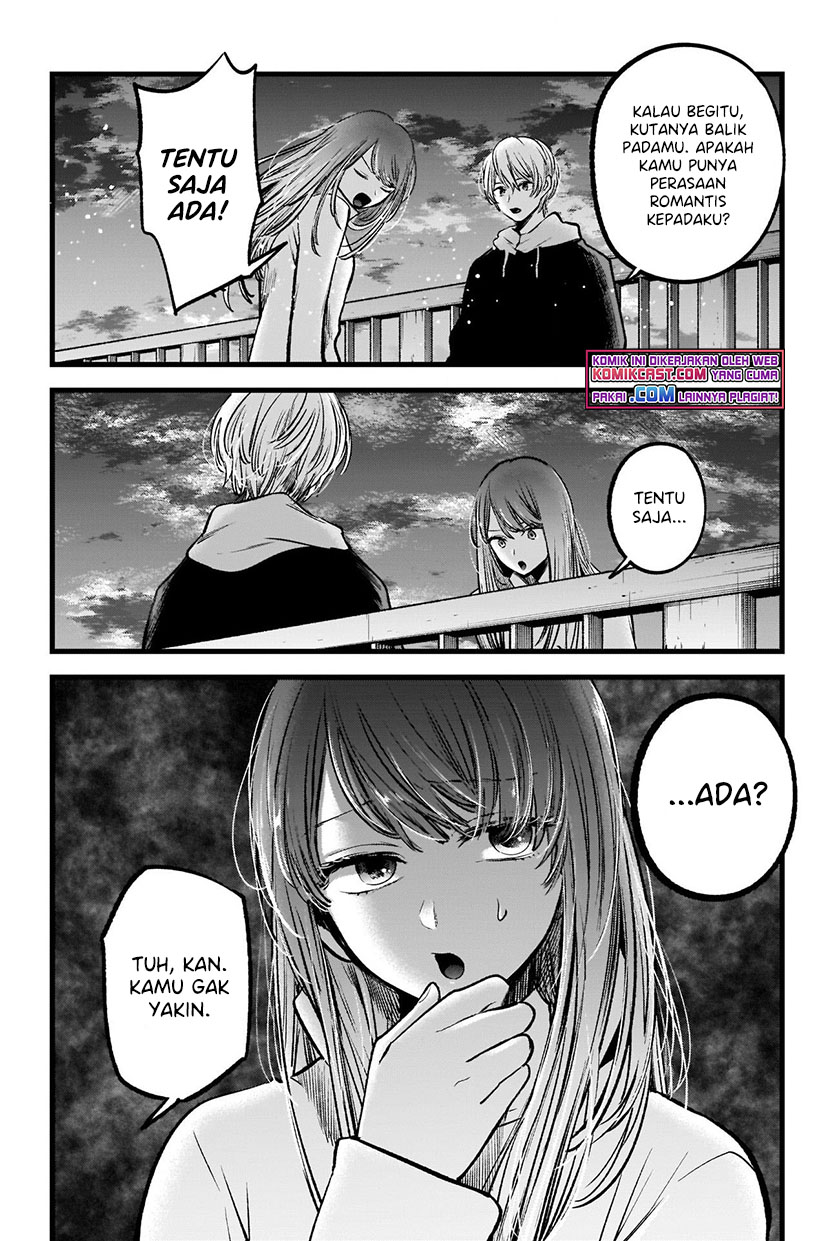 KALAU BEGITU,
KUTANYA BALIK
PADAMU. APAKAH
KAMU PUNYA
PERASAAN
ROMANTIS
KEPADAKU?
TENTU
SAJA
ADA!
KOMIK INI DIKERJAKAN OLEH WEB
KOMIKCAST.COM YANG CUMA
PAKAI .COM LAINNYA PLAGIAT!
TENTU
SAJA...
...ADA?
TUH, KAN.
KAMU GAK
YAKIN.